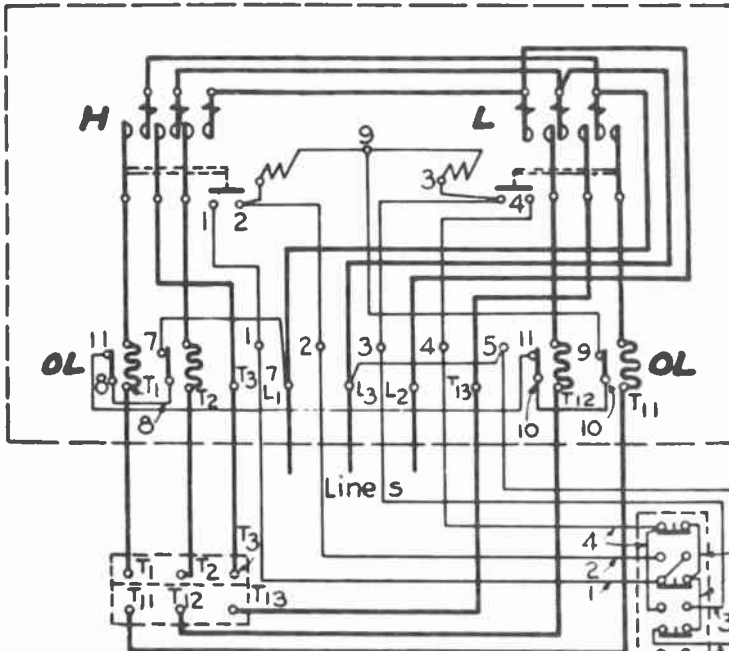 H L
9
3 4
1 2
11 7 1 2 3 4 5 11 9
OL OL
8 T1 T2 T3 7 L1 L3 L2 T13 T12 T11
8 10 10
Lines
T3
4
T1 T2
2
T11 T12 T13
1
3